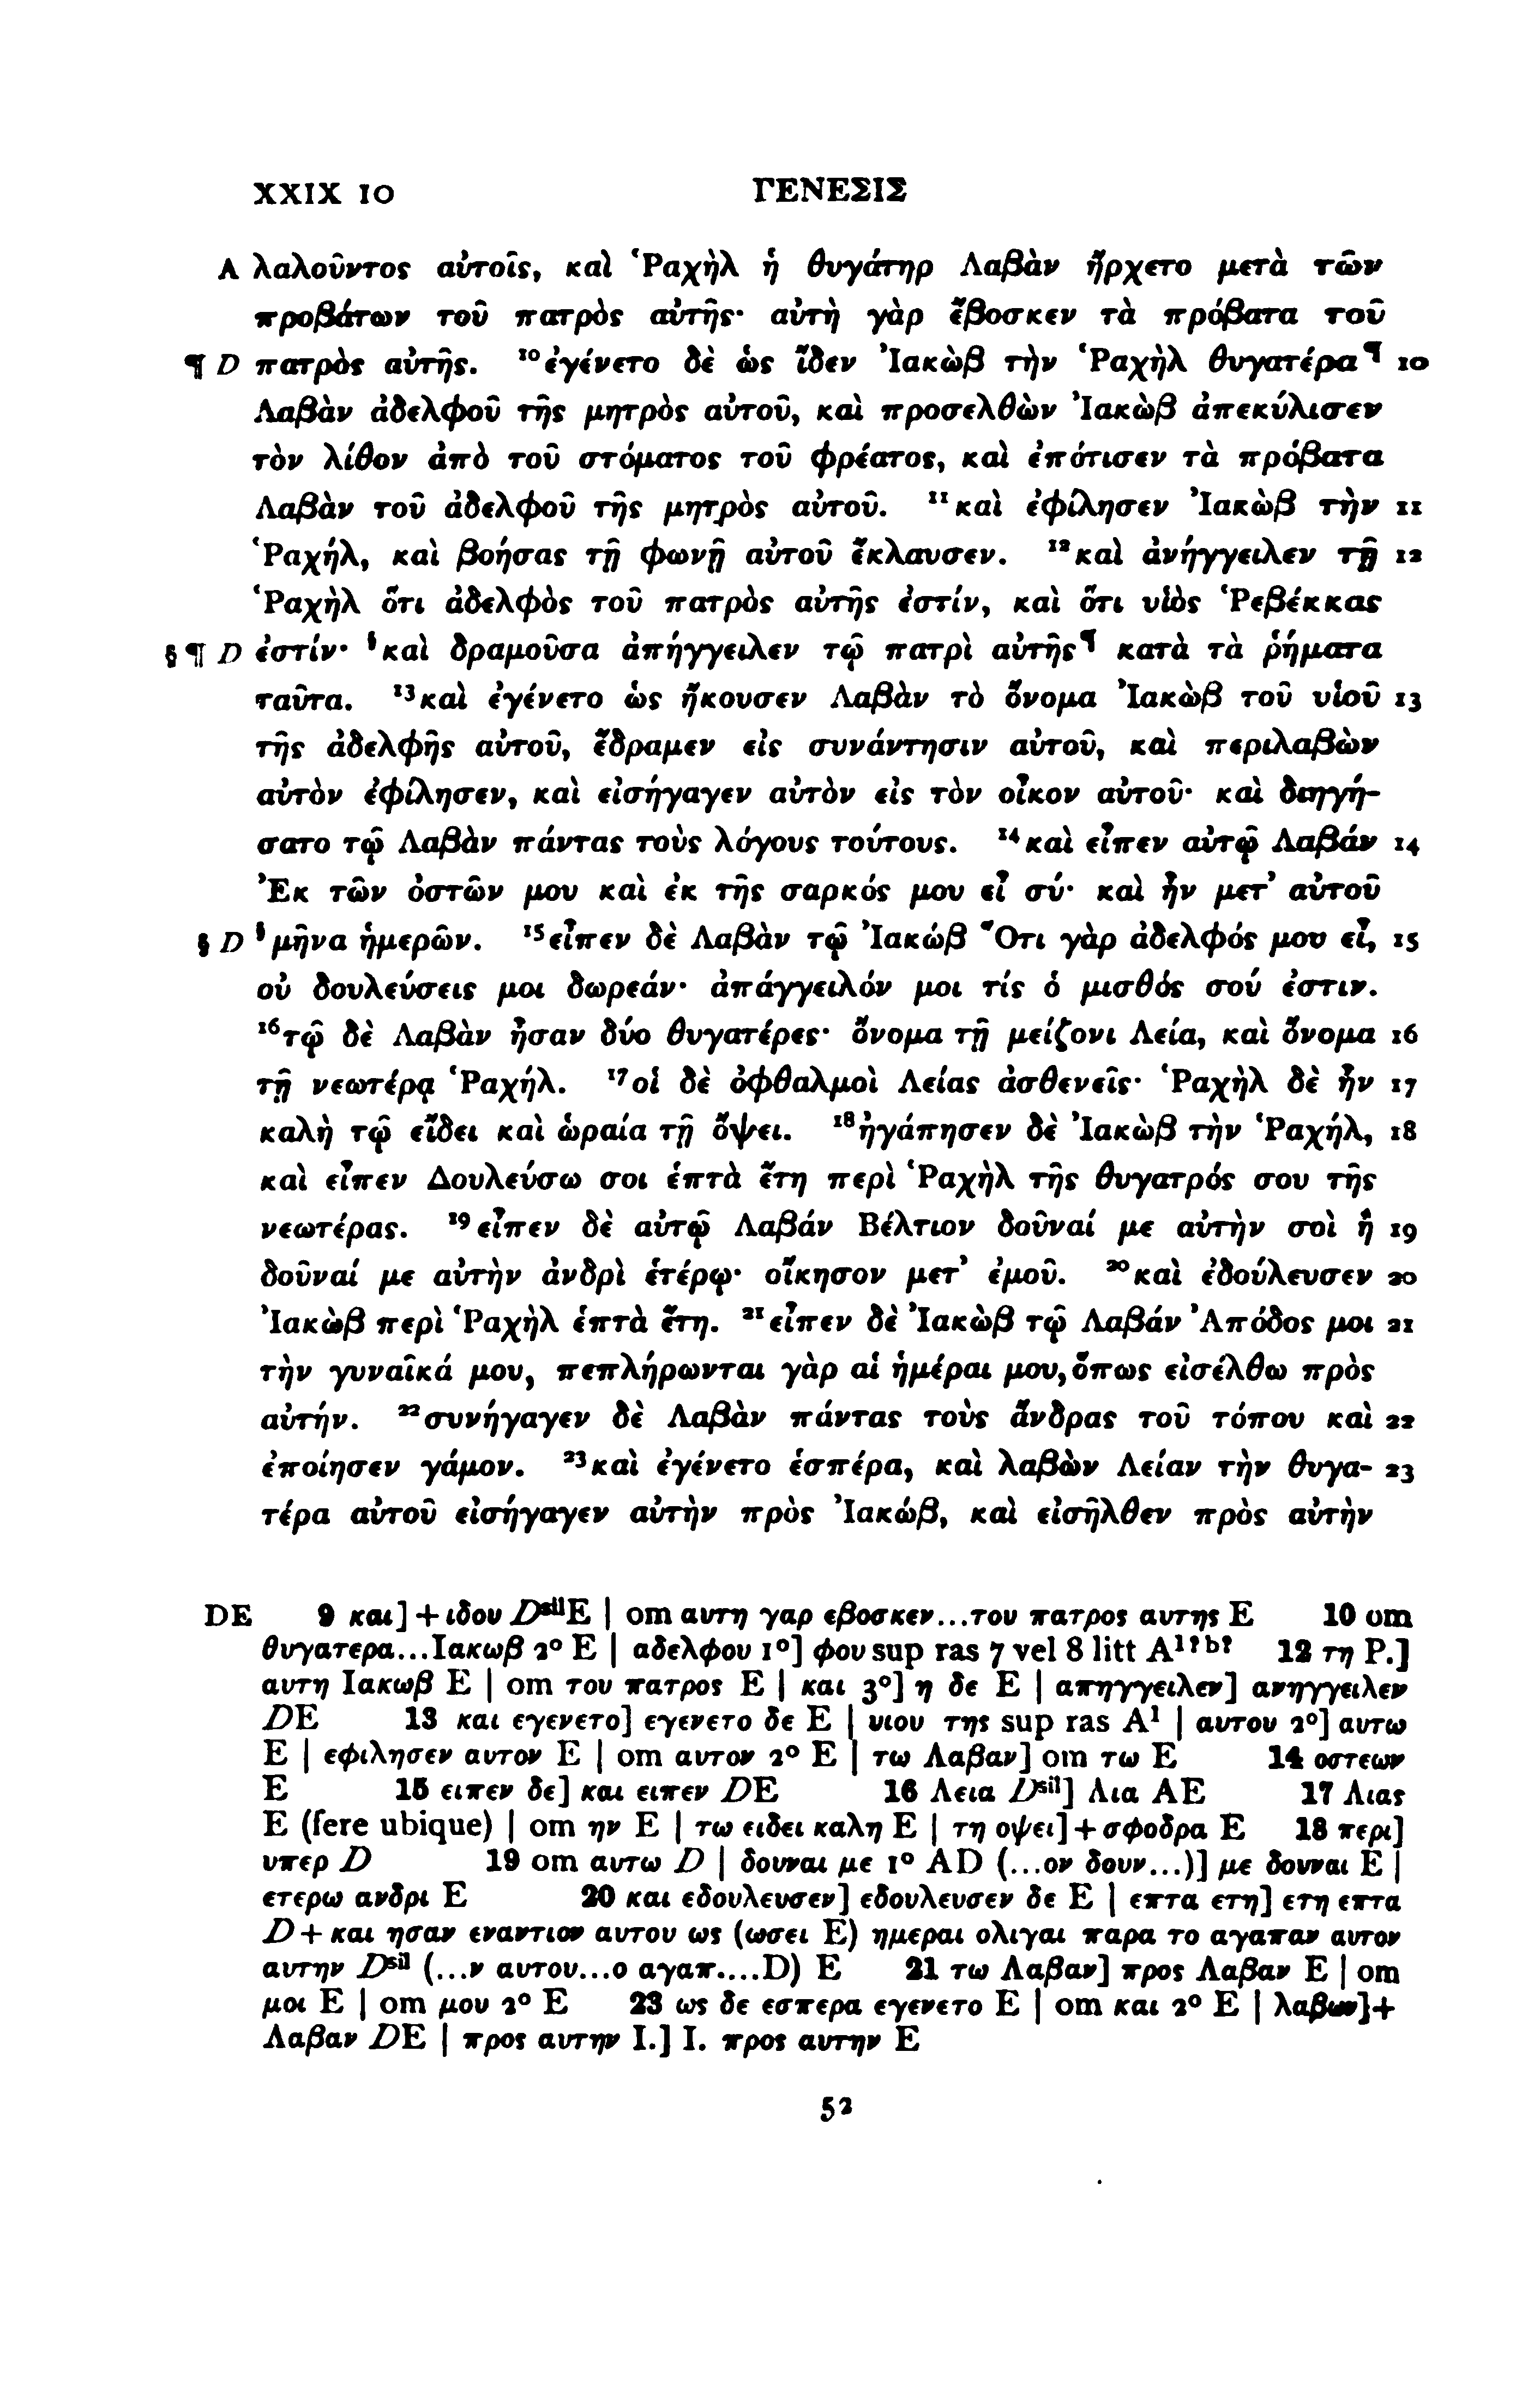 XXIX 10 ΓΕΝΕΣΙΣ
A λαλοῦντος αὐτοῖς, καὶ Ῥαχὴλ ἡ θυγάτηρ Λαβὰν ἤρχετο μετὰ τῶν
προβάτων τοῦ πατρὸς αὐτῆς· αὐτὴ γὰρ ἔβοσκεν τὰ πρόβατα τοῦ
¶ D πατρὸς αὐτῆς. ¹⁰ἐγένετο δὲ ὡς ἴδεν Ἰακὼβ τὴν Ῥαχὴλ θυγατέρα¶ 10
Λαβὰν ἀδελφοῦ τῆς μητρὸς αὐτοῦ, καὶ προσελθὼν Ἰακὼβ ἀπεκύλισεν
τὸν λίθον ἀπὸ τοῦ στόματος τοῦ φρέατος, καὶ ἐπότισεν τὰ πρόβατα
Λαβὰν τοῦ ἀδελφοῦ τῆς μητρὸς αὐτοῦ. ¹¹καὶ ἐφίλησεν Ἰακὼβ τὴν 11
Ῥαχήλ, καὶ βοήσας τῇ φωνῇ αὐτοῦ ἔκλαυσεν. ¹²καὶ ἀνήγγειλεν τῇ 12
Ῥαχὴλ ὅτι ἀδελφὸς τοῦ πατρὸς αὐτῆς ἐστίν, καὶ ὅτι υἱὸς Ῥεβέκκας
§ ¶ D ἐστίν· §καὶ δραμοῦσα ἀπήγγειλεν τῷ πατρὶ αὐτῆς¶ κατὰ τὰ ῥήματα
ταῦτα. ¹³καὶ ἐγένετο ὡς ἤκουσεν Λαβὰν τὸ ὄνομα Ἰακὼβ τοῦ υἱοῦ 13
τῆς ἀδελφῆς αὐτοῦ, ἔδραμεν εἰς συνάντησιν αὐτοῦ, καὶ περιλαβὼν
αὐτὸν ἐφίλησεν, καὶ εἰσήγαγεν αὐτὸν εἰς τὸν οἶκον αὐτοῦ· καὶ διηγή-
σατο τῷ Λαβὰν πάντας τοὺς λόγους τούτους. ¹⁴καὶ εἶπεν αὐτῷ Λαβάν 14
Ἐκ τῶν ὀστῶν μου καὶ ἐκ τῆς σαρκός μου εἶ σύ· καὶ ἦν μετ’ αὐτοῦ
§ D §μῆνα ἡμερῶν. ¹⁵εἶπεν δὲ Λαβὰν τῷ Ἰακώβ Ὅτι γὰρ ἀδελφός μου εἶ, 15
οὐ δουλεύσεις μοι δωρεάν· ἀπάγγειλόν μοι τίς ὁ μισθός σού ἐστιν.
¹⁶τῷ δὲ Λαβὰν ἦσαν δύο θυγατέρες· ὄνομα τῇ μείζονι Λεία, καὶ ὄνομα 16
τῇ νεωτέρᾳ Ῥαχήλ. ¹⁷οἱ δὲ ὀφθαλμοὶ Λείας ἀσθενεῖς· Ῥαχὴλ δὲ ἦν 17
καλὴ τῷ εἴδει καὶ ὡραία τῇ ὄψει. ¹⁸ἠγάπησεν δὲ Ἰακὼβ τὴν Ῥαχήλ, 18
καὶ εἶπεν Δουλεύσω σοι ἑπτὰ ἔτη περὶ Ῥαχὴλ τῆς θυγατρός σου τῆς
νεωτέρας. ¹⁹εἶπεν δὲ αὐτῷ Λαβάν Βέλτιον δοῦναί με αὐτὴν σοὶ ἢ 19
δοῦναί με αὐτὴν ἀνδρὶ ἑτέρῳ· οἴκησον μετ’ ἐμοῦ. ²⁰καὶ ἐδούλευσεν 20
Ἰακὼβ περὶ Ῥαχὴλ ἑπτὰ ἔτη. ²¹εἶπεν δὲ Ἰακὼβ τῷ Λαβάν Ἀπόδος μοι 21
τὴν γυναῖκά μου, πεπλήρωνται γὰρ αἱ ἡμέραι μου, ὅπως εἰσέλθω πρὸς
αὐτήν. ²²συνήγαγεν δὲ Λαβὰν πάντας τοὺς ἄνδρας τοῦ τόπου καὶ 22
ἐποίησεν γάμον. ²³καὶ ἐγένετο ἑσπέρα, καὶ λαβὼν Λείαν τὴν θυγα- 23
τέρα αὐτοῦ εἰσήγαγεν αὐτὴν πρὸς Ἰακώβ, καὶ εἰσῆλθεν πρὸς αὐτὴν
DE 9 και] + ιδου Dˢⁱˡ E | om αυτη γαρ εβοσκεν...του πατρος αυτης E 10 om
θυγατερα...Ιακωβ 2° E | αδελφου 1°] φου sup ras 7 vel 8 litt A¹ˀᵇˀ 12 τη Ρ.]
αυτη Ιακωβ E | om του πατρος E | και 3°] η δε E | απηγγειλεν] ανηγγειλεν
DE 13 και εγενετο] εγενετο δε E | υιου της sup ras A¹ | αυτου 2°] αυτω
E | εφιλησεν αυτον E | om αυτον 2° E | τω Λαβαν] om τω E 14 οστεων
E 15 ειπεν δε] και ειπεν DE 16 Λεια Dˢⁱˡ] Λια AE 17 Λιας
E (fere ubique) | om ην E | τω ειδει καλη E | τη οψει] + σφοδρα E 18 περι]
υπερ D 19 om αυτω D | δουναι με 1° AD (...ον δουν...)] με δουναι E |
ετερω ανδρι E 20 και εδουλευσεν] εδουλευσεν δε E | επτα ετη] ετη επτα
D + και ησαν εναντιον αυτου ως (ωσει E) ημεραι ολιγαι παρα το αγαπαν αυτον
αυτην Dˢⁱˡ (...ν αυτου...ο αγαπ....D) E 21 τω Λαβαν] προς Λαβαν E | om
μοι E | om μου 2° E 23 ως δε εσπερα εγενετο E | om και 2° E | λαβων] +
Λαβαν DE | προς αυτην Ι.] Ι. προς αυτην E
52